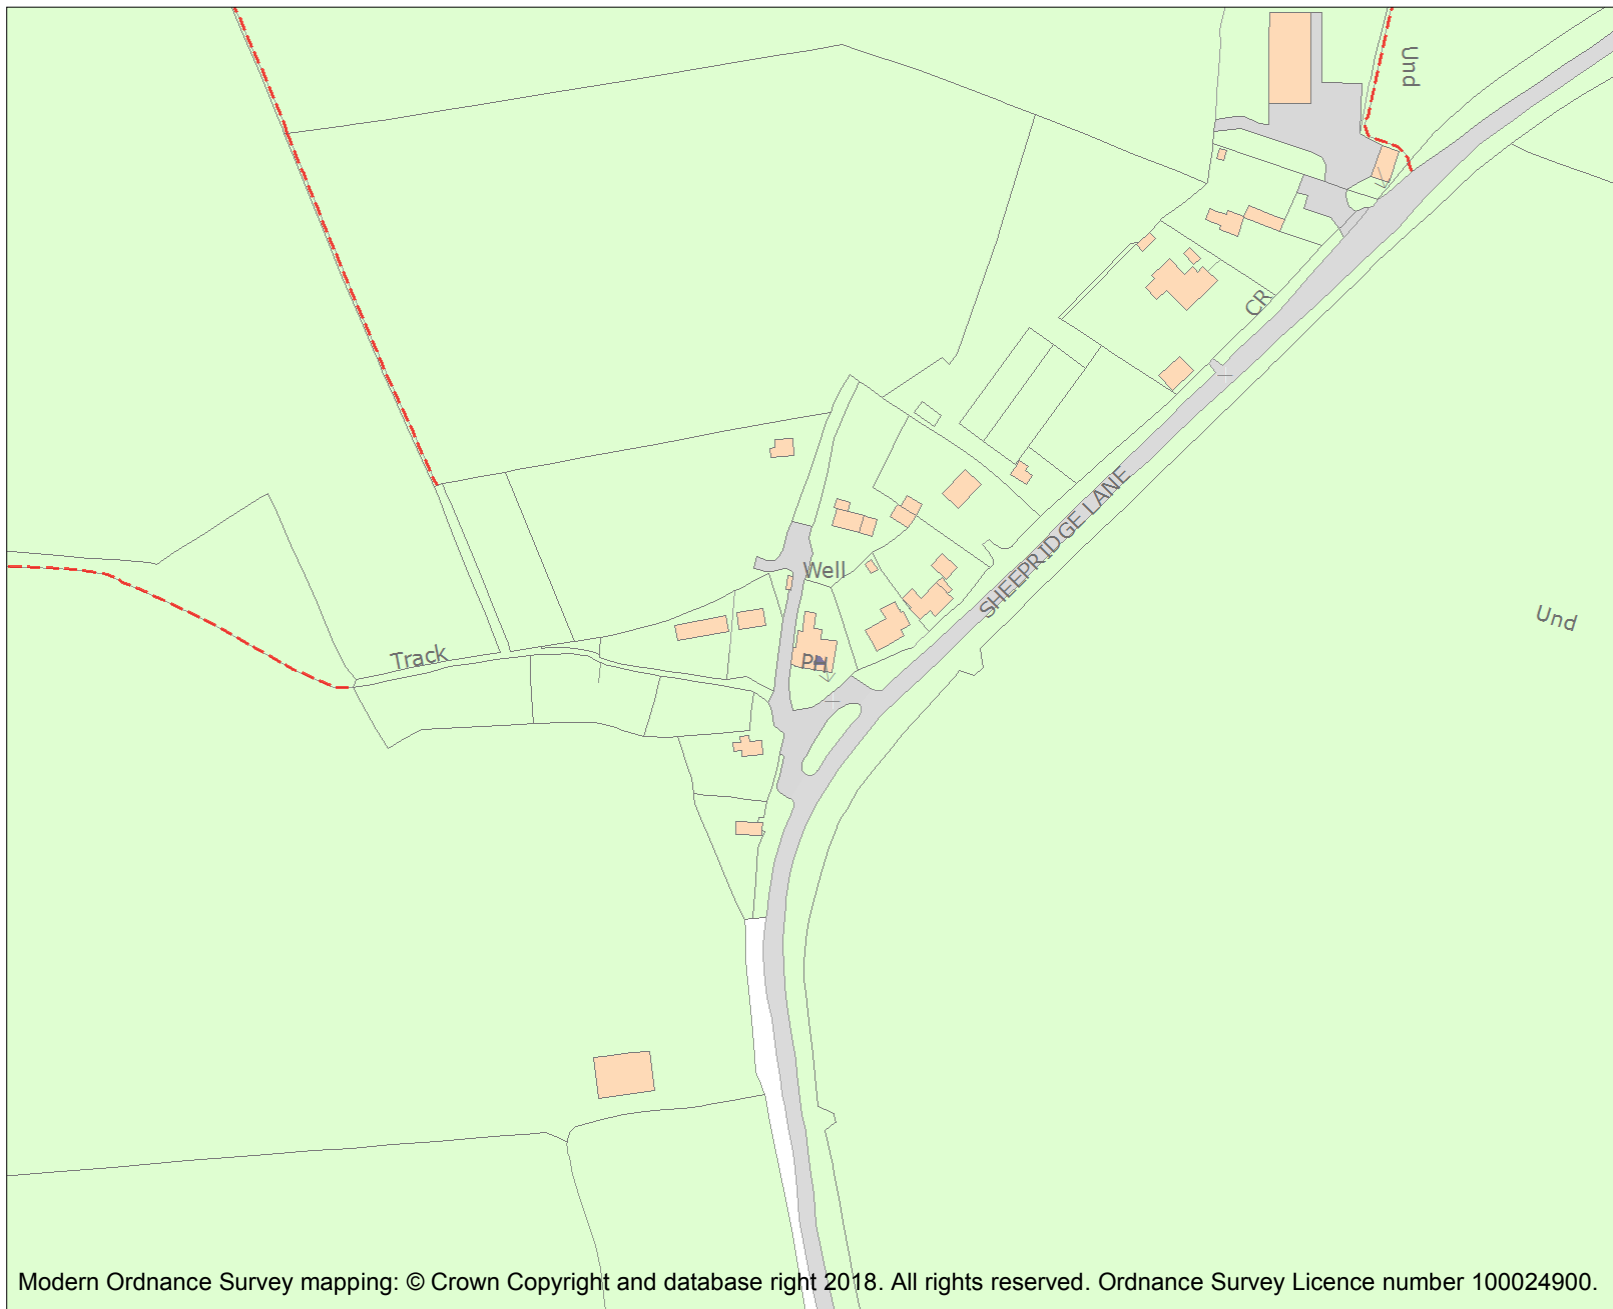 Und
CR
SHEEPRIDGE LANE
Well
Und
Track
PH
Modern Ordnance Survey mapping: © Crown Copyright and database right 2018. All rights reserved. Ordnance Survey Licence number 100024900.